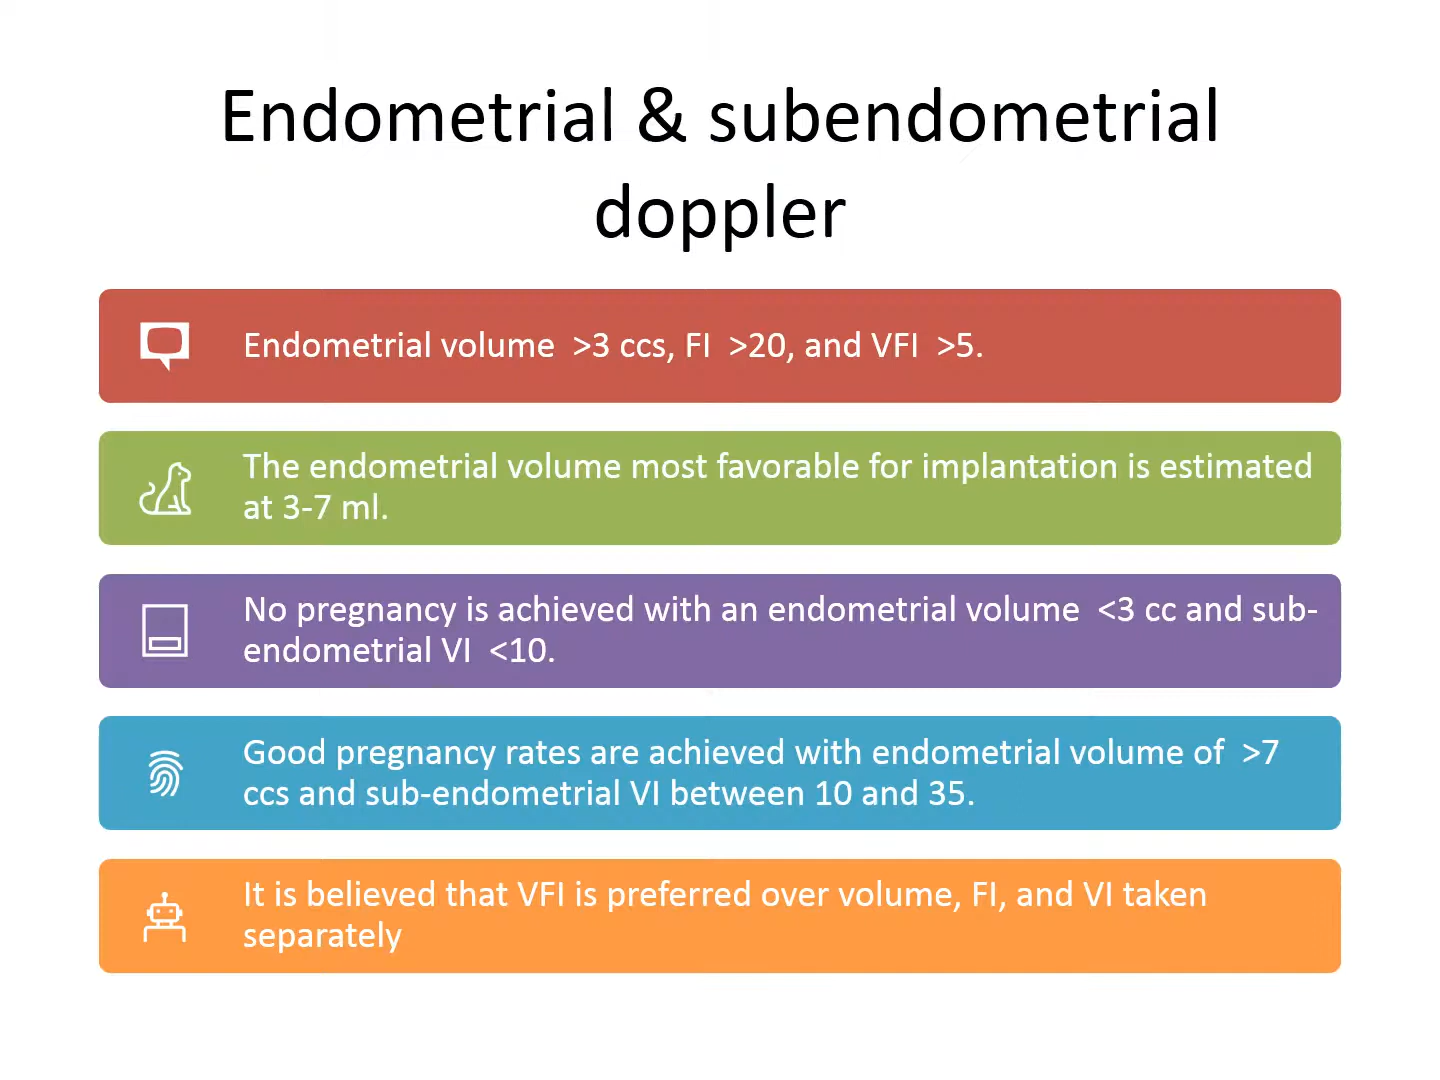 Endometrial & subendometrial
doppler
Endometrial volume  >3 ccs, FI  >20, and VFI  >5.
The endometrial volume most favorable for implantation is estimated
at 3-7 ml.
No pregnancy is achieved with an endometrial volume  <3 cc and sub-
endometrial VI  <10.
Good pregnancy rates are achieved with endometrial volume of  >7
ccs and sub-endometrial VI between 10 and 35.
It is believed that VFI is preferred over volume, FI, and VI taken
separately